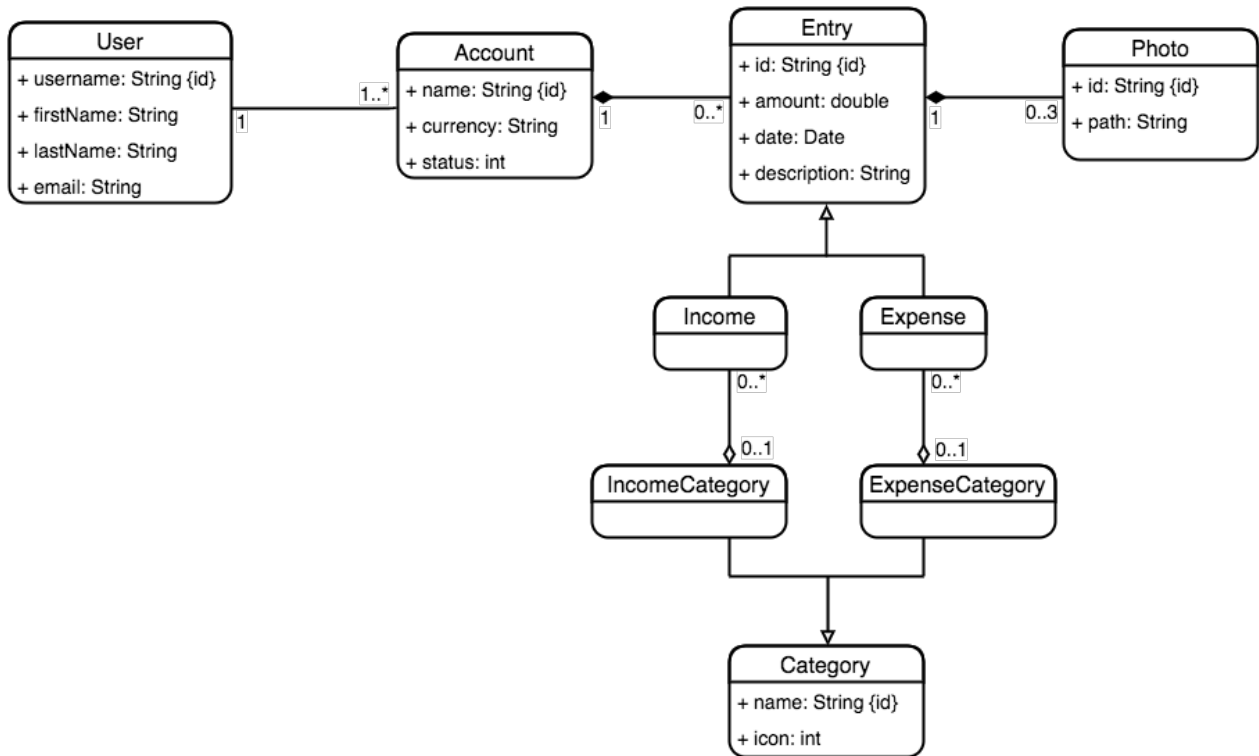 User
+ username: String {id}
+ firstName: String
+ lastName: String
+ email: String
1
1..*
Account
+ name: String {id}
+ currency: String
+ status: int
1
0..*
Entry
+ id: String {id}
+ amount: double
+ date: Date
+ description: String
1
0..3
Photo
+ id: String {id}
+ path: String
Income
Expense
0..*
0..*
0..1
0..1
IncomeCategory
ExpenseCategory
Category
+ name: String {id}
+ icon: int